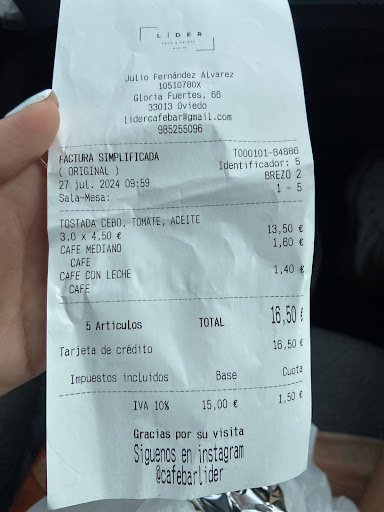 LÍDER
Julio Fernández Alvarez
10510780X
Gloria Fuertes, 66
33013 Oviedo
lidercafebar@gmail.com
985255096
FACTURA SIMPLIFICADA T000101-84886
( ORIGINAL ) Identificador: 5
27 jul. 2024 09:59 BREZO 2
Sala-Mesa: 1 - 5
TOSTADA CEBO, TOMATE, ACEITE
3.0 x 4,50 € 13,50 €
CAFE MEDIANO 1,60 €
CAFE
CAFE CON LECHE 1,40 €
CAFE
5 Articulos TOTAL 16,50 €
Tarjeta de crédito 16,50 €
Impuestos incluidos Base Cuota
IVA 10% 15,00 € 1,50 €
Gracias por su visita
Síguenos en instagram
@cafebarlider